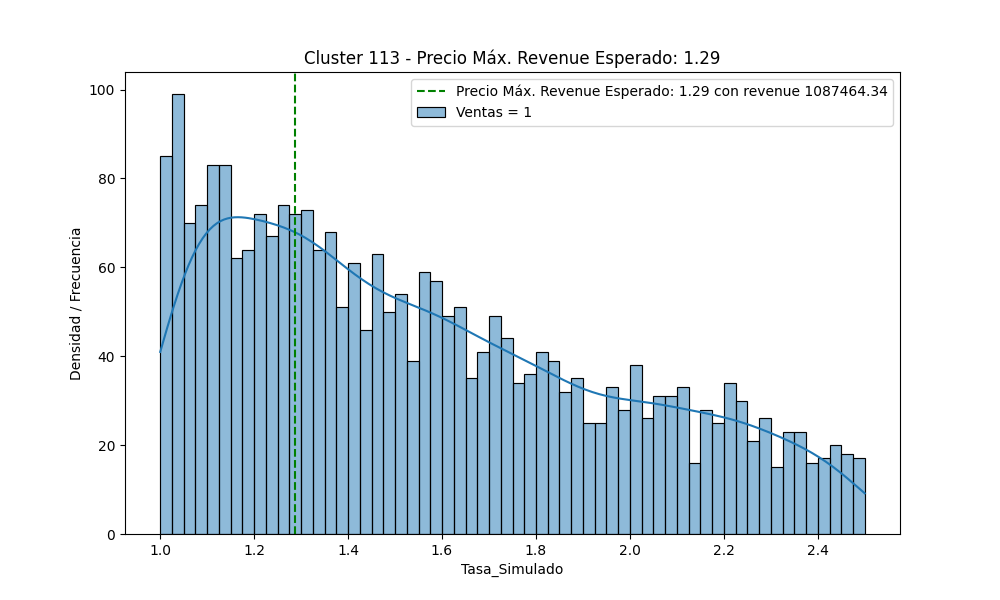 Cluster 113 - Precio Máx. Revenue Esperado: 1.29
Precio Máx. Revenue Esperado: 1.29 con revenue 1087464.34
Ventas = 1
Densidad / Frecuencia
100
80
60
40
20
0
1.0 1.2 1.4 1.6 1.8 2.0 2.2 2.4
Tasa_Simulado